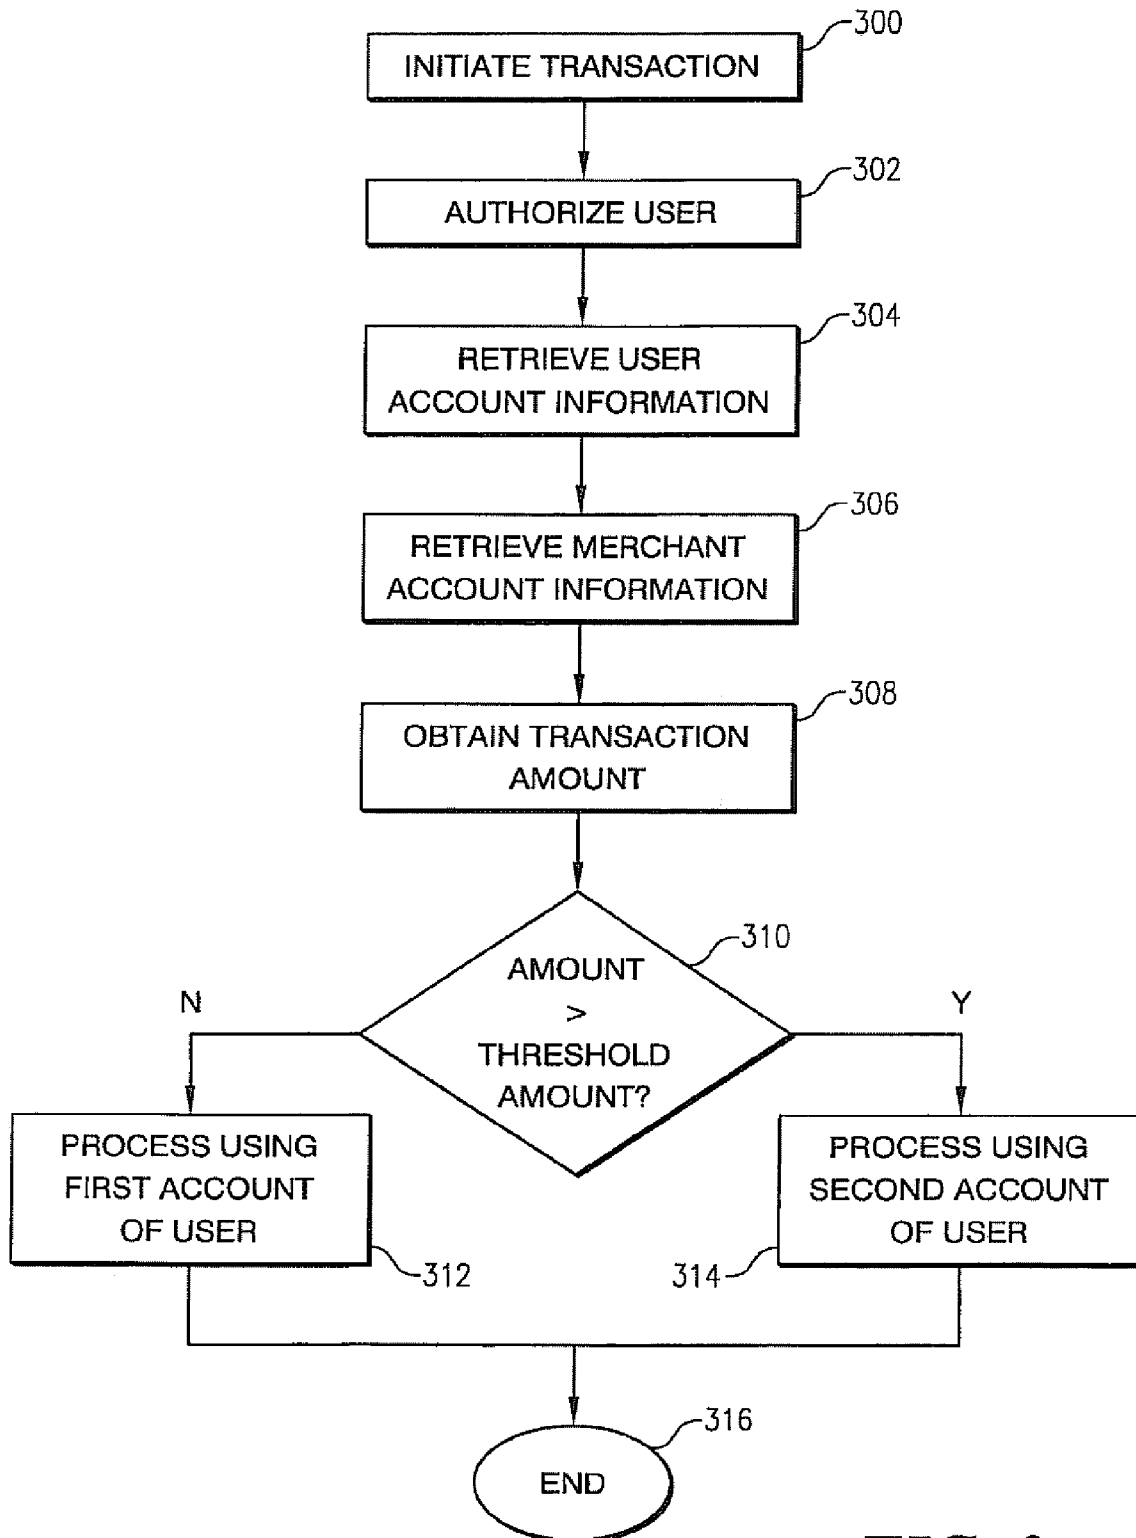 300
INITIATE TRANSACTION
302
AUTHORIZE USER
304
RETRIEVE USER
ACCOUNT INFORMATION
306
RETRIEVE MERCHANT
ACCOUNT INFORMATION
308
OBTAIN TRANSACTION
AMOUNT
310
AMOUNT
>
THRESHOLD
AMOUNT?
N
Y
PROCESS USING
FIRST ACCOUNT
OF USER
312
PROCESS USING
SECOND ACCOUNT
OF USER
314
316
END